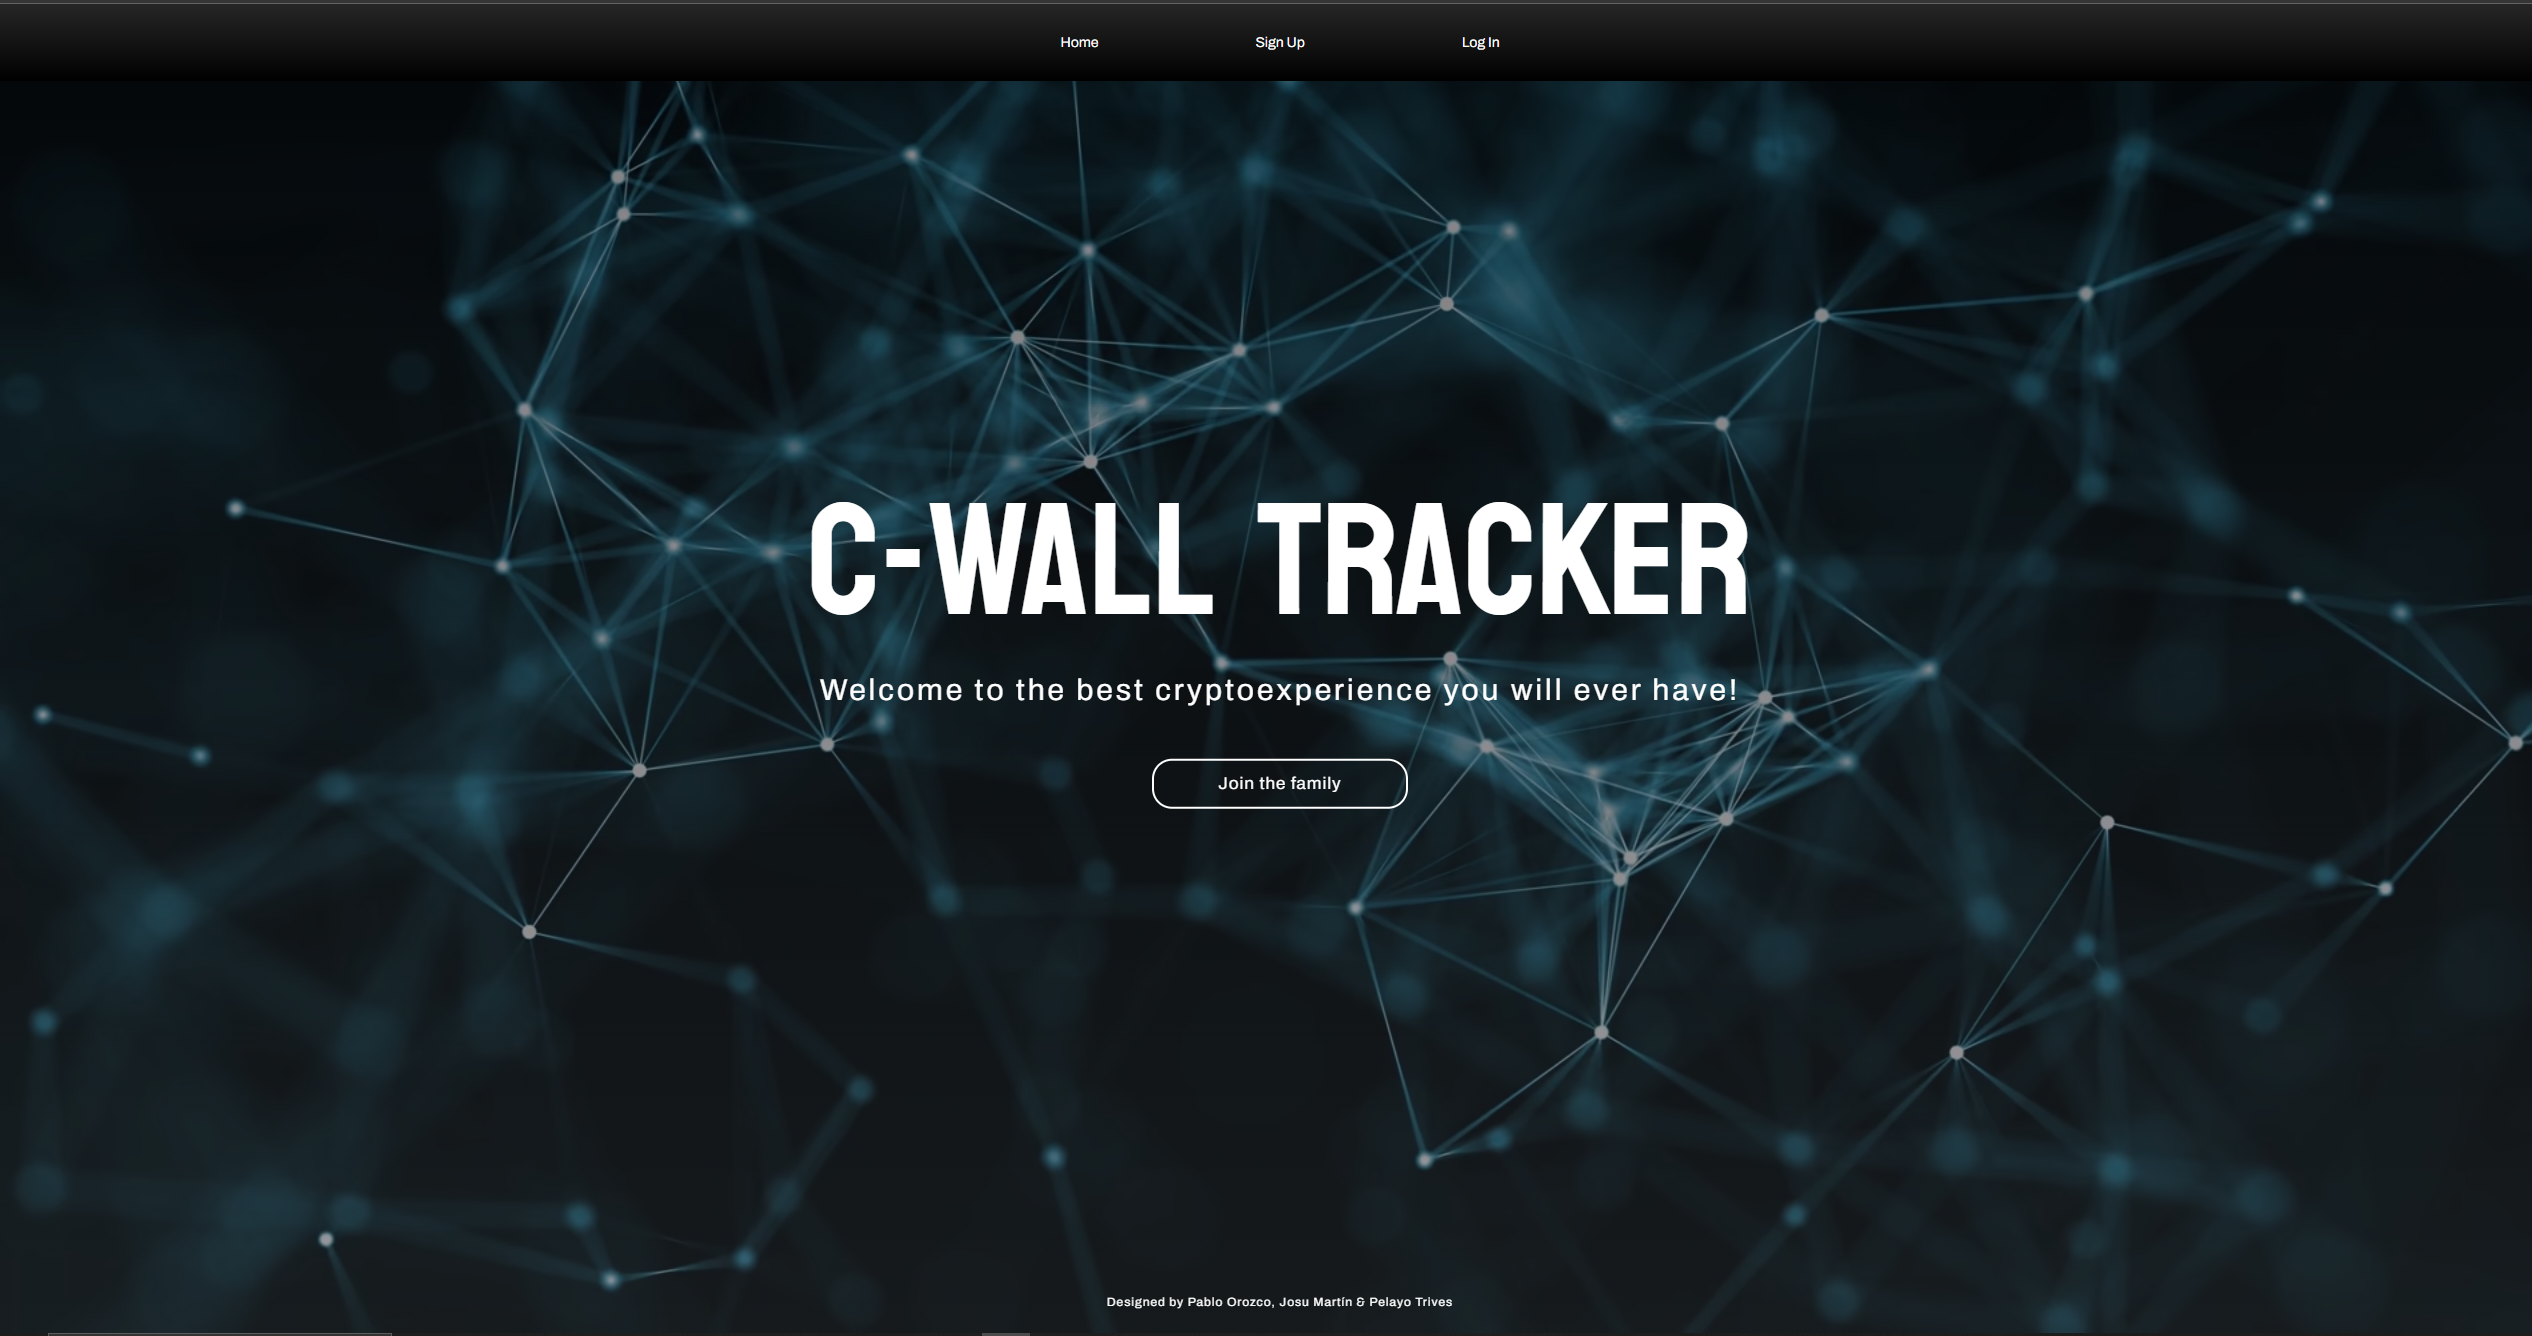 Home Sign Up Log In
C-WALL TRACKER
Welcome to the best cryptoexperience you will ever have!
Join the family
Designed by Pablo Orozco, Josu Martín & Pelayo Trives